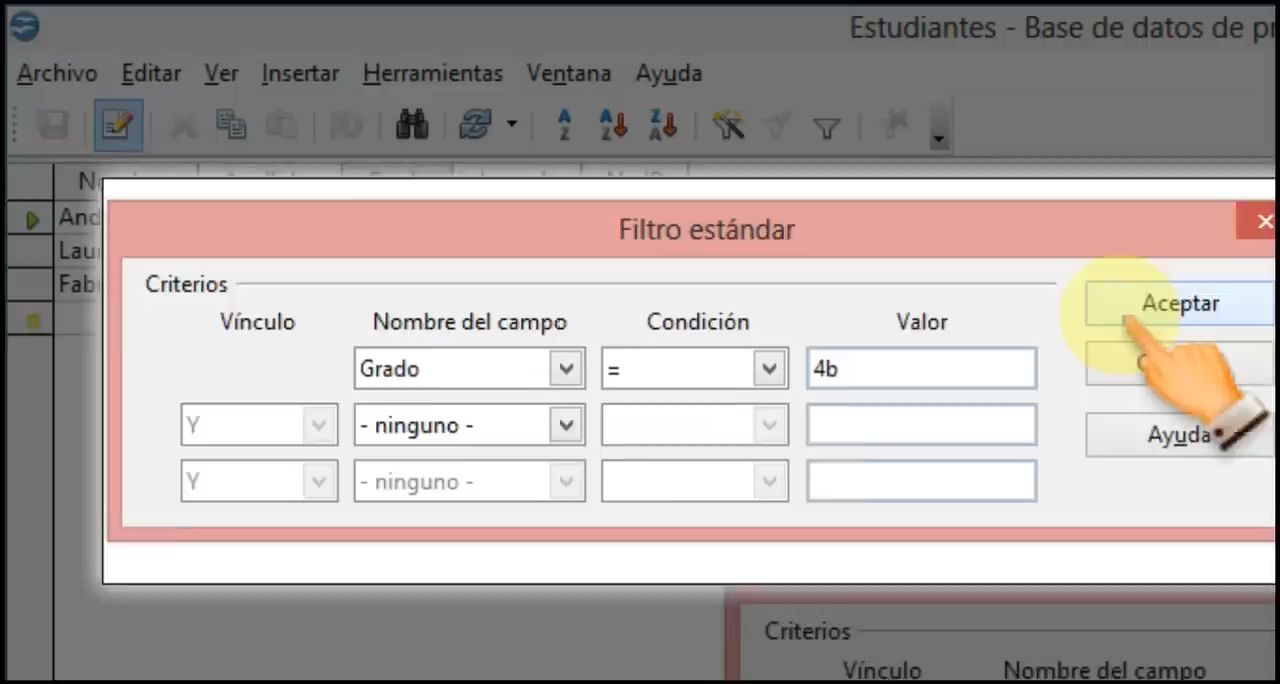 Estudiantes - Base de datos de
Archivo Editar Ver Insertar Herramientas Ventana Ayuda
Filtro estándar
Criterios
Vínculo Nombre del campo Condición Valor
Aceptar
Grado = 4b
Y - ninguno -
Ayuda
Y - ninguno -
Criterios
Vínculo Nombre del campo